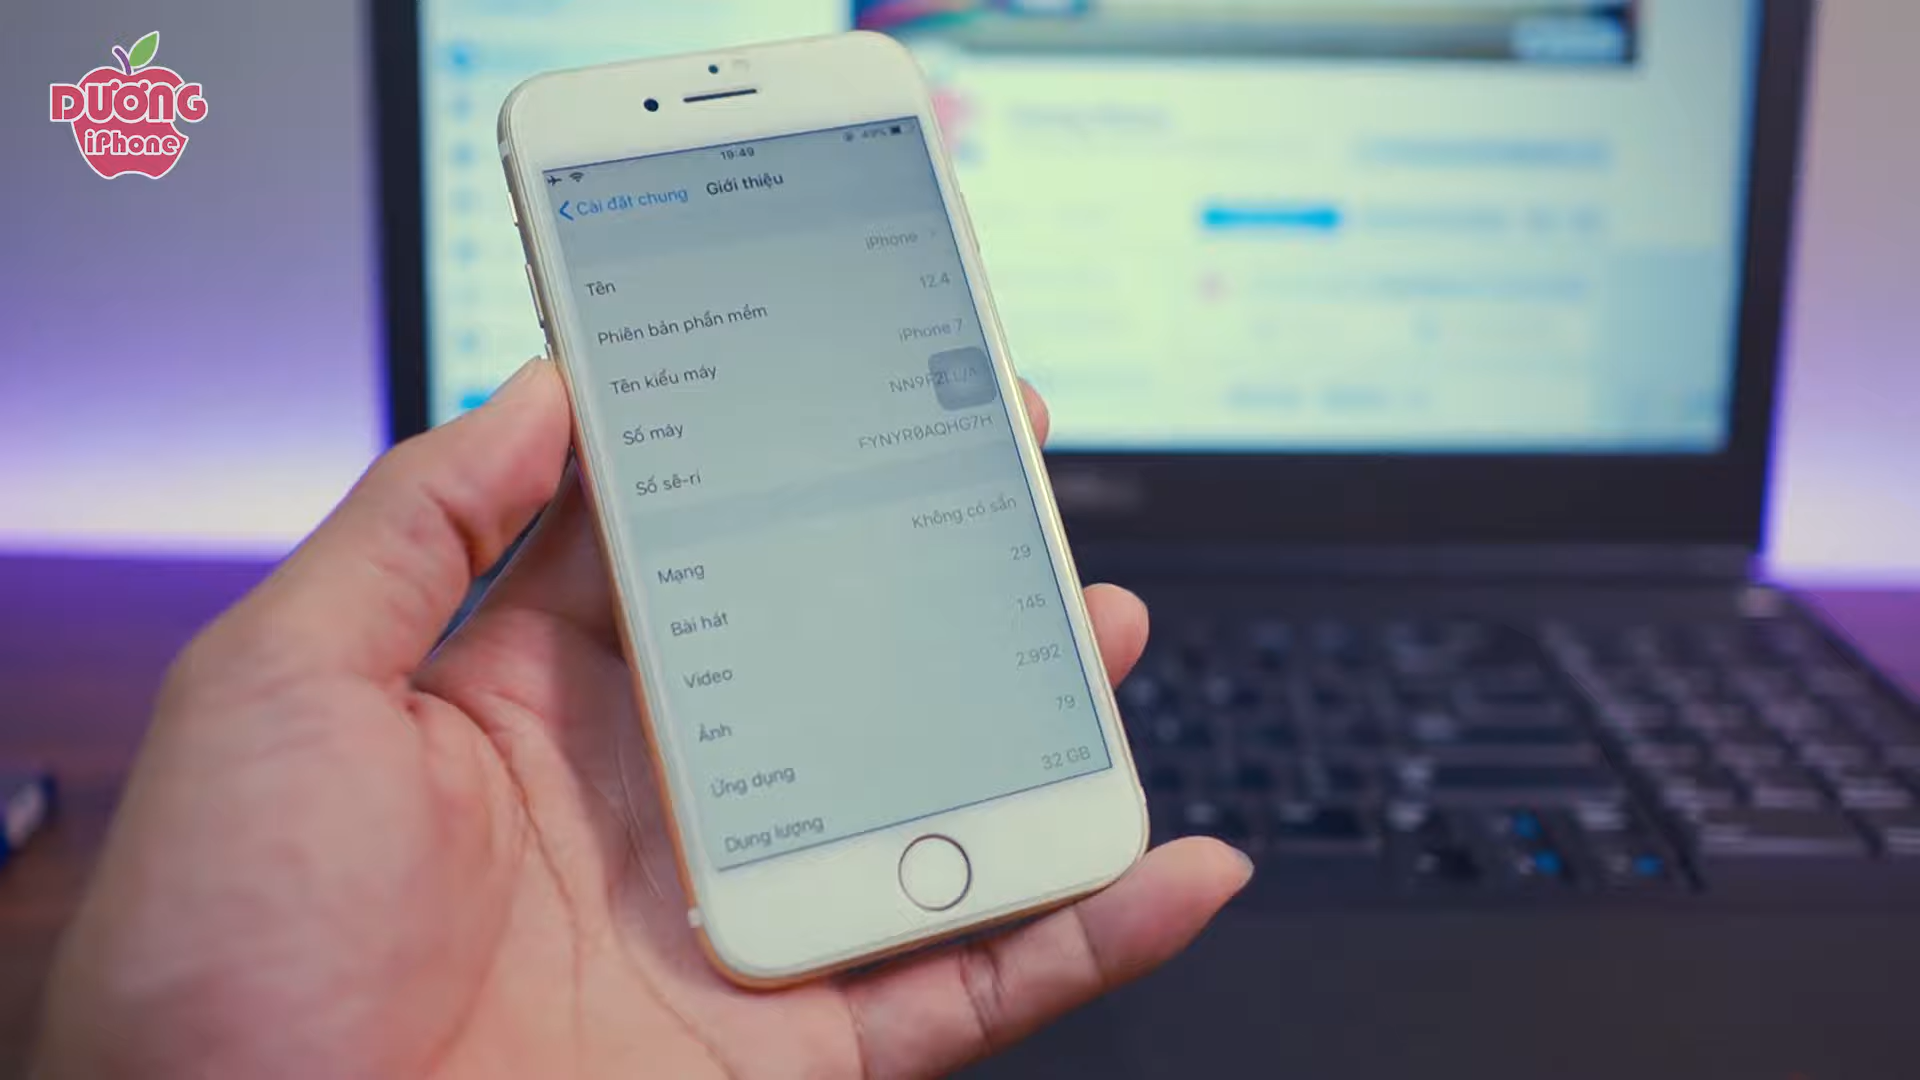 DƯƠNG
iPhone
19:49
49%
Cài đặt chung Giới thiệu
Tên iPhone
Phiên bản phần mềm 12.4
Tên kiểu máy iPhone 7
Số máy
Số sê-ri FYNYR0AQHG7H
Mạng Không có sẵn
Bài hát 29
Video 145
Ảnh 2.992
Ứng dụng 79
Dung lượng 32 GB